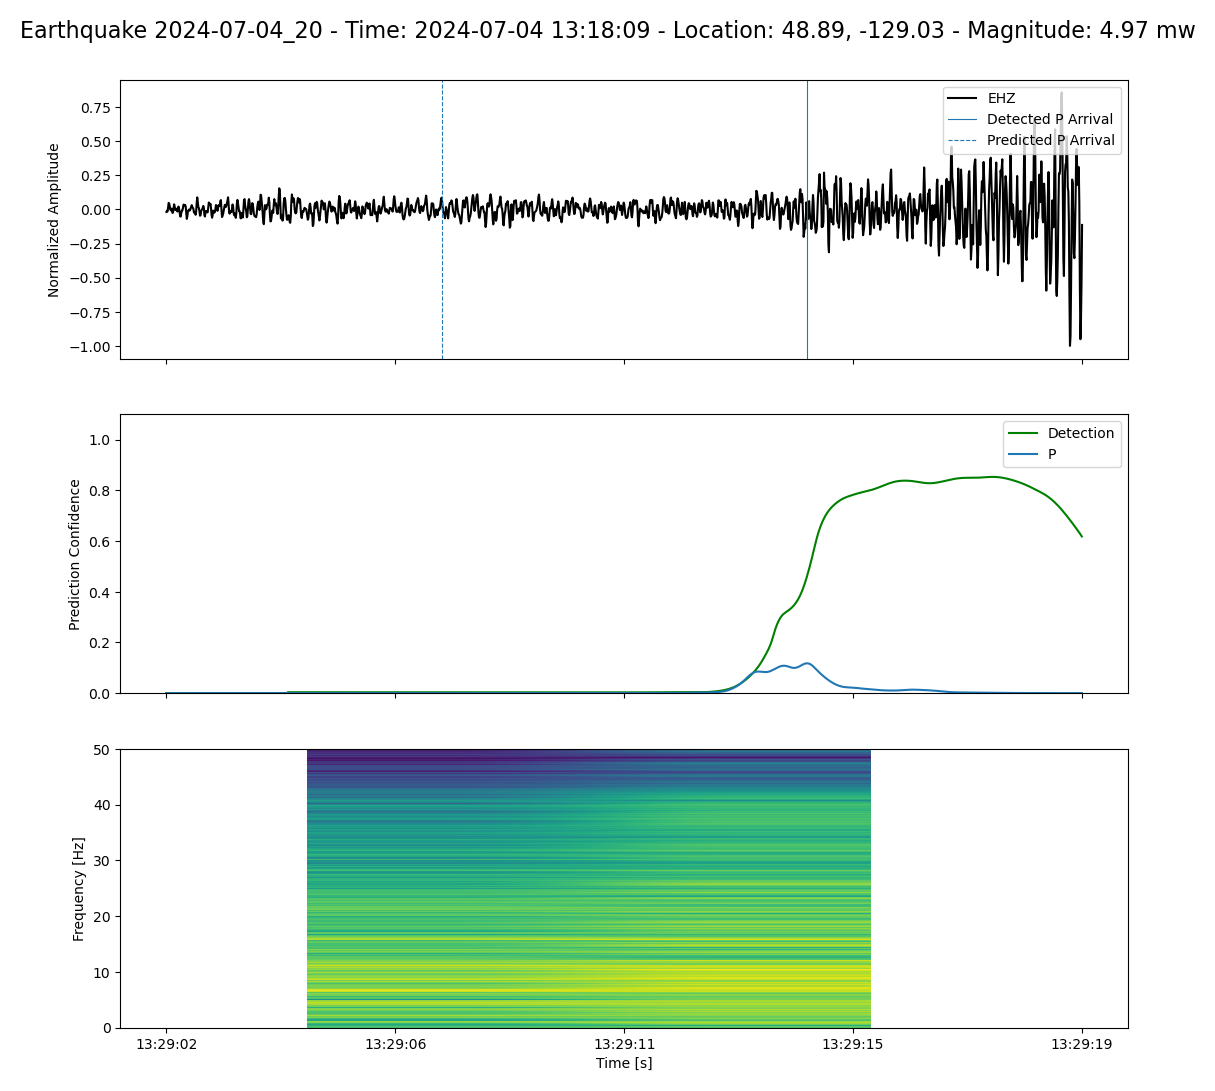 Earthquake 2024-07-04_20 - Time: 2024-07-04 13:18:09 - Location: 48.89, -129.03 - Magnitude: 4.97 mw
EHZ
Detected P Arrival
Predicted P Arrival
0.75
0.50
0.25
0.00
−0.25
−0.50
−0.75
−1.00
Normalized Amplitude
Detection
P
1.0
0.8
0.6
0.4
0.2
0.0
Prediction Confidence
50
40
30
20
10
0
Frequency [Hz]
13:29:02 13:29:06 13:29:11 13:29:15 13:29:19
Time [s]